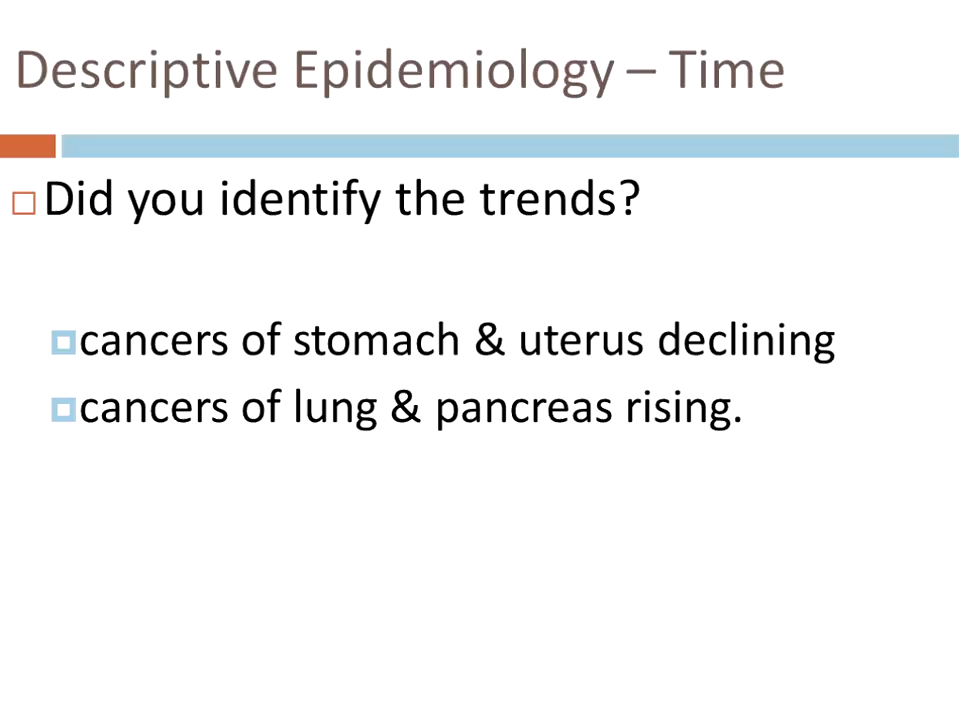 Descriptive Epidemiology – Time
Did you identify the trends?
cancers of stomach & uterus declining
cancers of lung & pancreas rising.